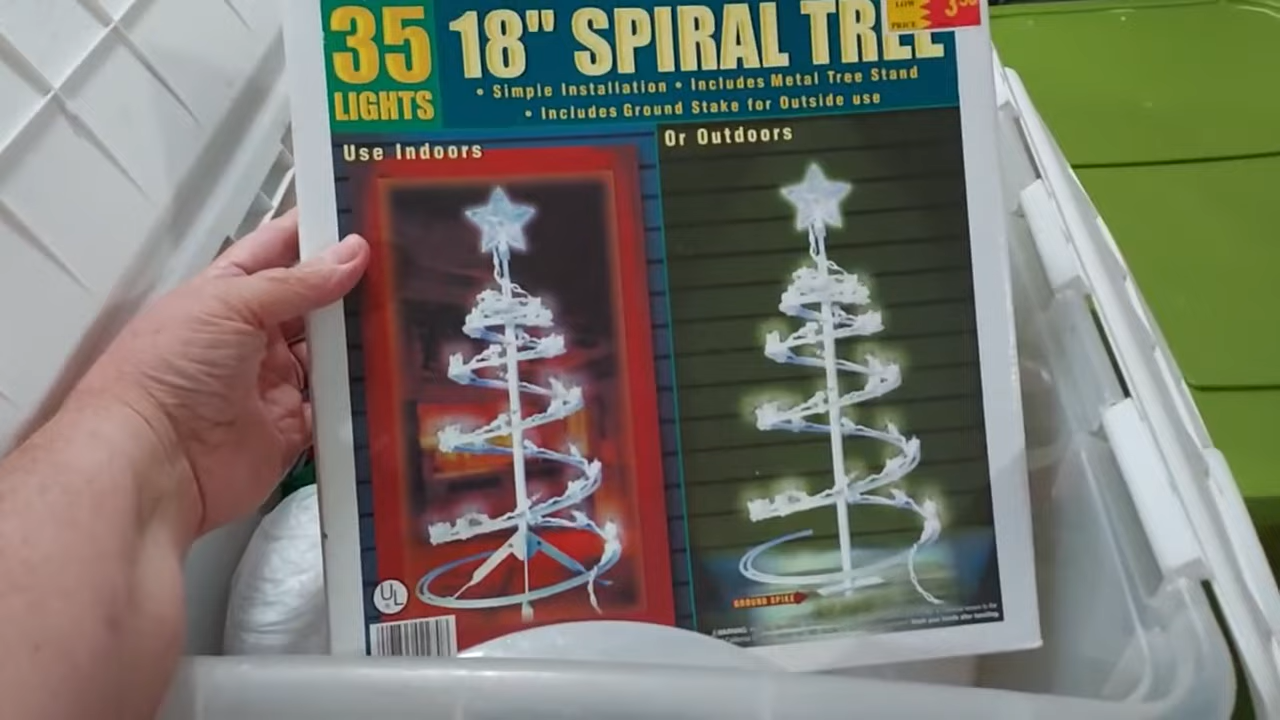 35
LIGHTS
18" SPIRAL TREE
LOW
PRICE
• Simple Installation • Includes Metal Tree Stand
• Includes Ground Stake for Outside use
Use Indoors
Or Outdoors
UL
GROUND SPIKE